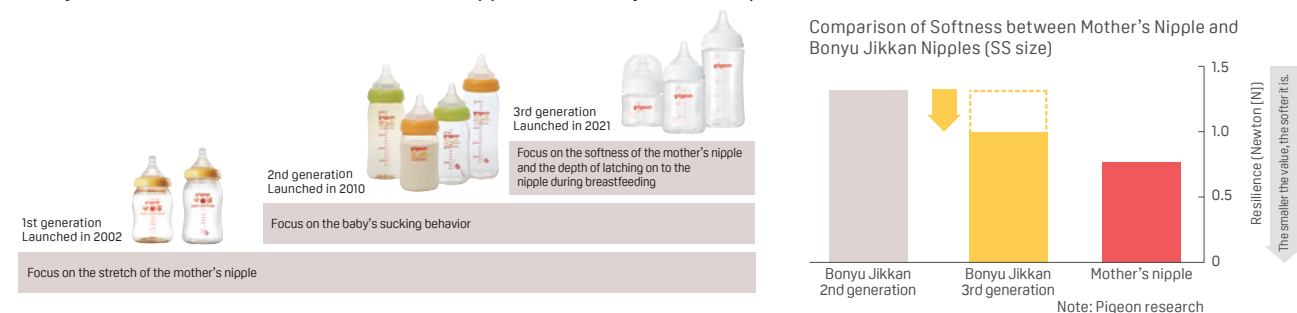 3rd generation
Launched in 2021
Focus on the softness of the mother's nipple
and the depth of latching on to the
nipple during breastfeeding
2nd generation
Launched in 2010
Focus on the baby's sucking behavior
1st generation
Launched in 2002
Focus on the stretch of the mother's nipple
pigeon
pigeon
pigeon
Comparison of Softness between Mother's Nipple and
Bonyu Jikkan Nipples (SS size)
1.5
1.0
0.5
0
Resilience (Newton [N])
The smaller the value, the softer it is.
Bonyu Jikkan
2nd generation
Bonyu Jikkan
3rd generation
Mother's nipple
Note: Pigeon research